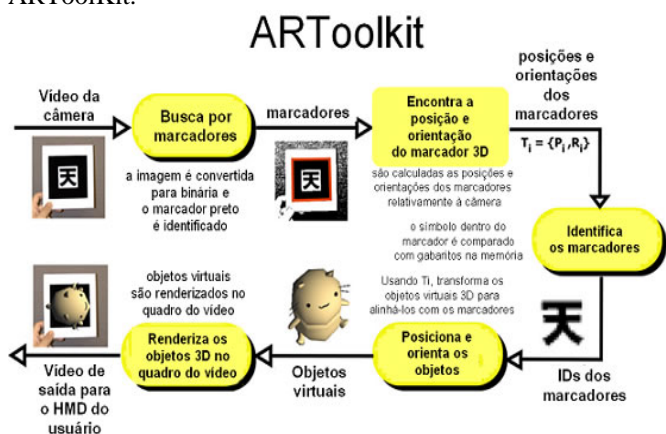 ARToolKit.
ARToolkit
Vídeo da
câmera
Busca por
marcadores
a imagem é convertida
para binária e
o marcador preto
é identificado
marcadores
Encontra a
posição e
orientação
do marcador 3D
são calculadas as posições e
orientações dos marcadores
relativamente à câmera
posições e
orientações
dos
marcadores
Ti = {Pi ,Ri}
Identifica
os marcadores
o símbolo dentro do
marcador é comparado
com gabaritos na memória
天
天
天
IDs dos
marcadores
Usando Ti, transforma os
objetos virtuais 3D para
alinhá-los com os marcadores
Posiciona e
orienta os
objetos
Objetos
virtuais
objetos virtuais
são renderizados no
quadro do vídeo
Renderiza os
objetos 3D no
quadro do vídeo
Vídeo de
saída para
o HMD do
usuário